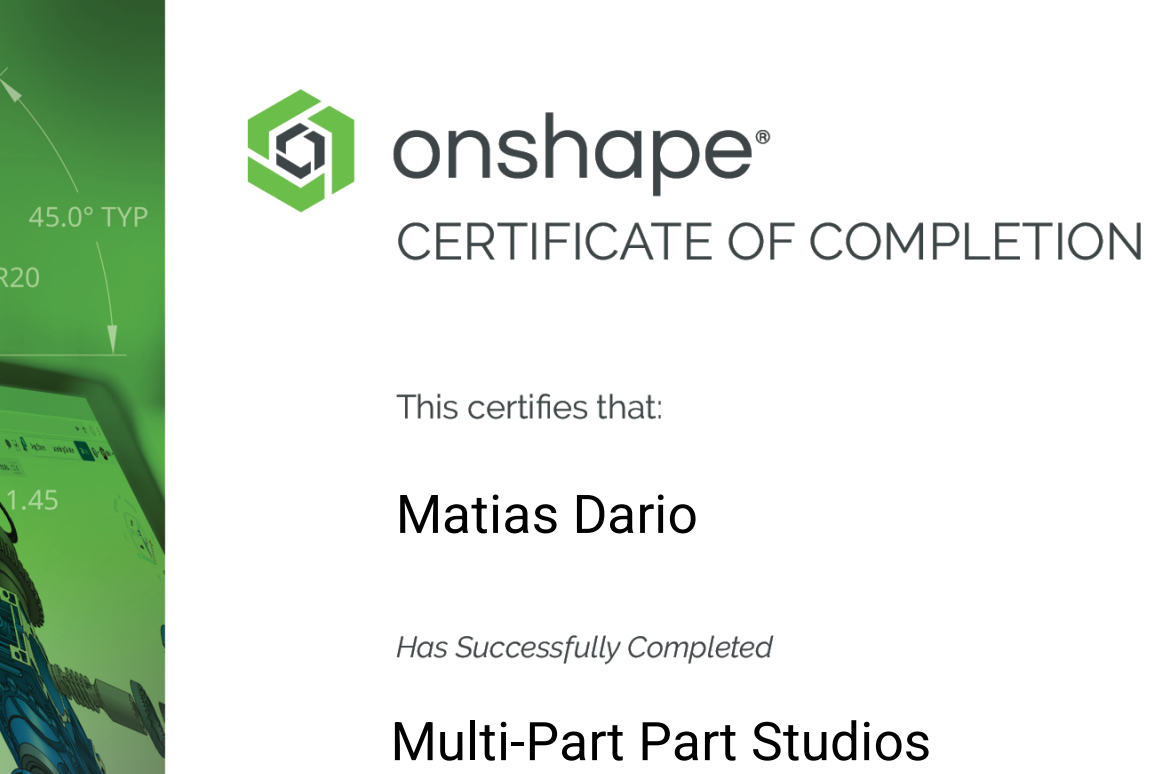 45.0° TYP
R20
1.45
onshape®
CERTIFICATE OF COMPLETION
This certifies that:
Matias Dario
Has Successfully Completed
Multi-Part Part Studios